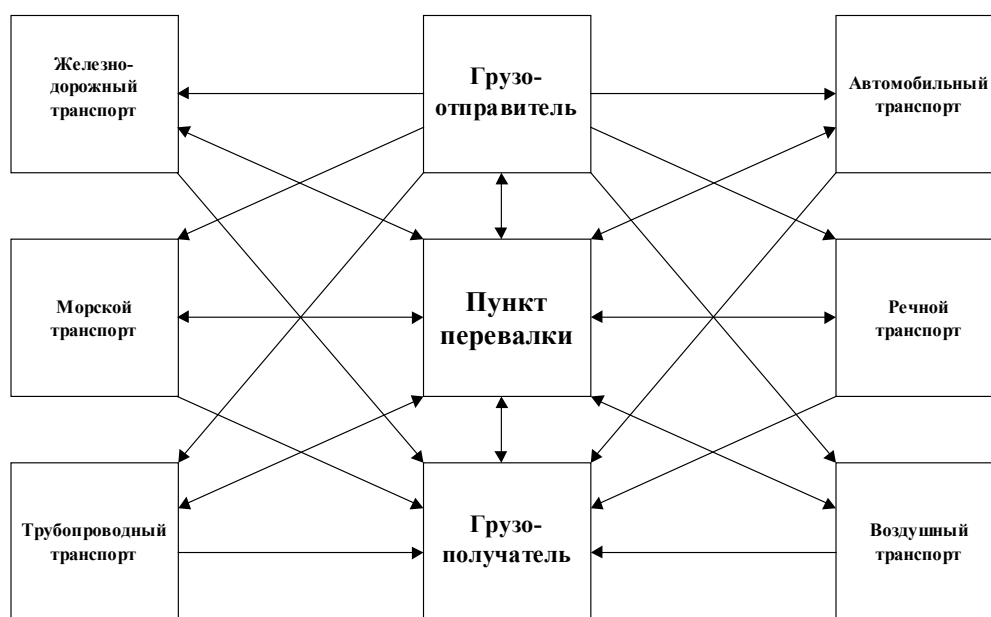 Железно-
дорожный
транспорт
Грузо-
отправитель
Автомобильный
транспорт
Морской
транспорт
Пункт
перевалки
Речной
транспорт
Трубопроводный
транспорт
Грузо-
получатель
Воздушный
транспорт